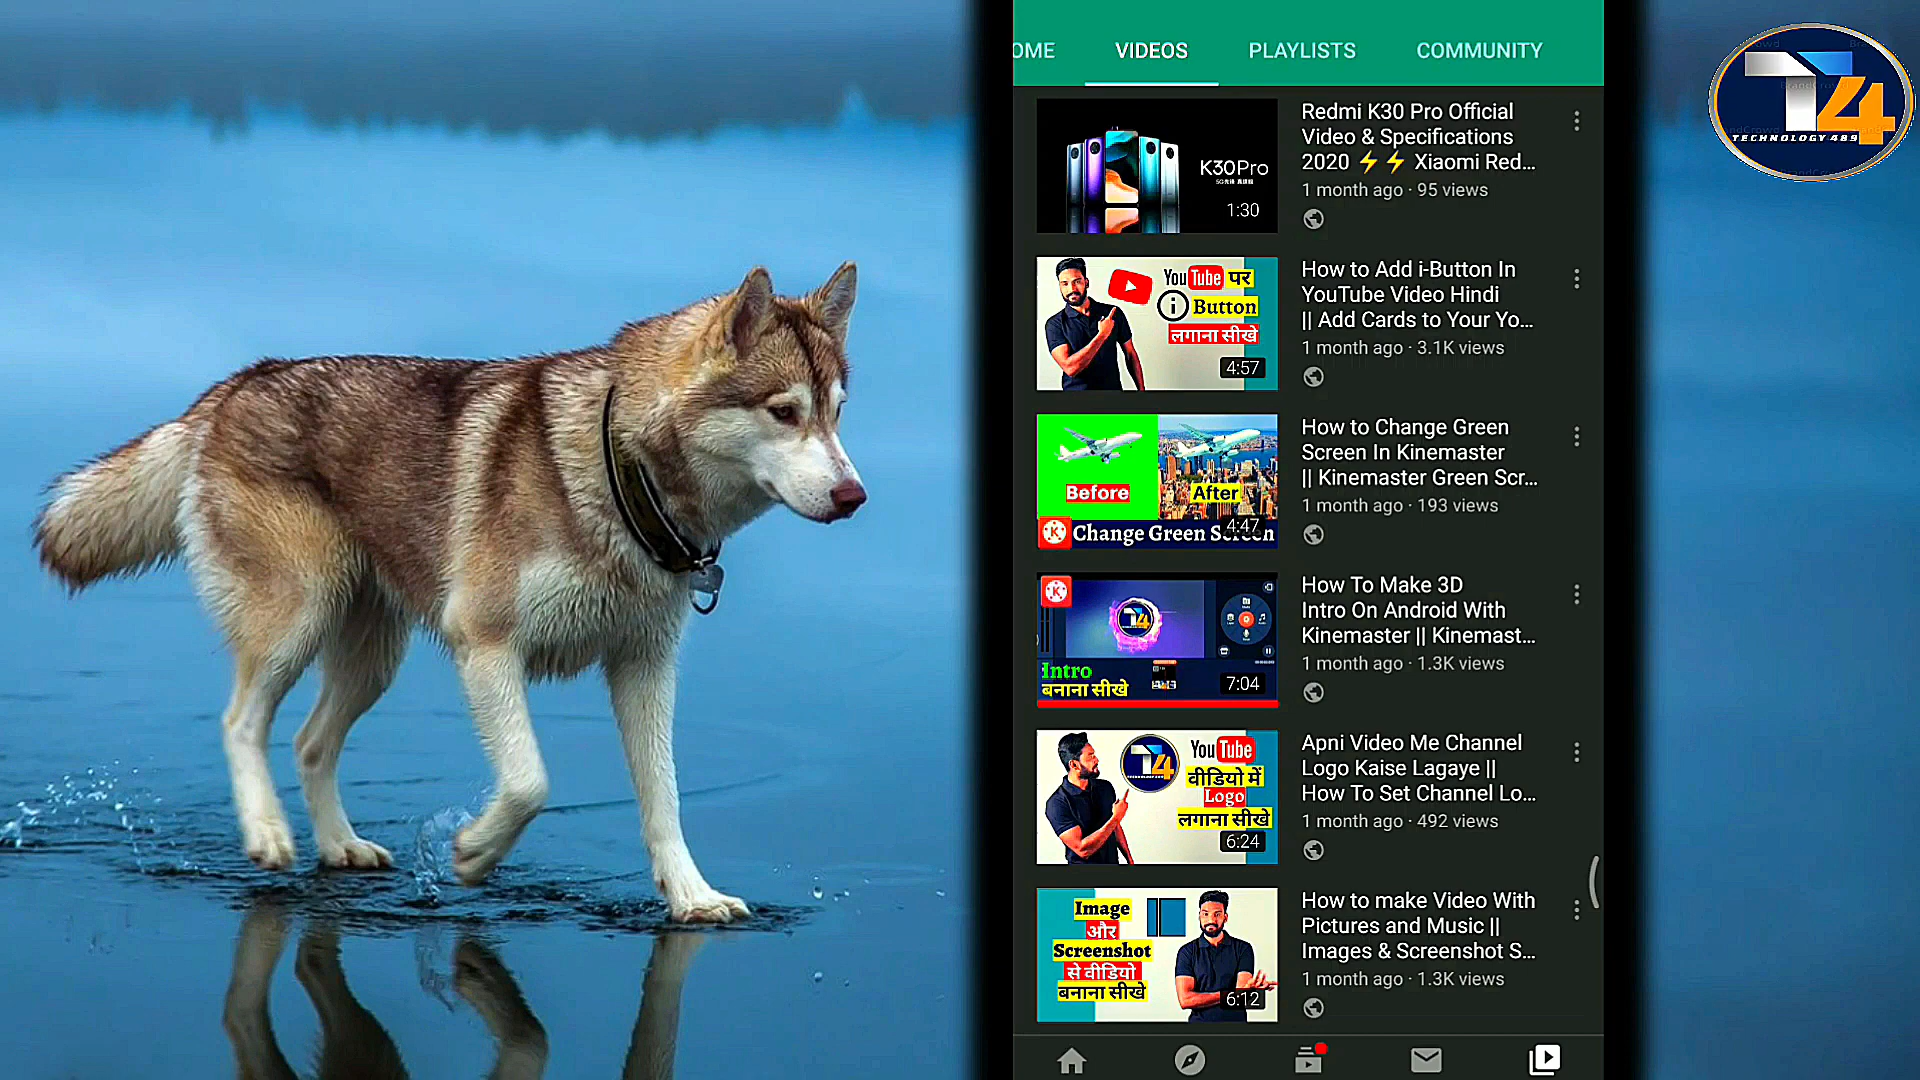 OME VIDEOS PLAYLISTS COMMUNITY
T4
TECHNOLOGY 489
K30Pro
1:30
Redmi K30 Pro Official
Video & Specifications
2020 ⚡⚡ Xiaomi Red...
1 month ago · 95 views
YouTube पर
i Button
लगाना सीखे
4:57
How to Add i-Button In
YouTube Video Hindi
|| Add Cards to Your Yo...
1 month ago · 3.1K views
Before After
4:47
K Change Green Screen
How to Change Green
Screen In Kinemaster
|| Kinemaster Green Scr...
1 month ago · 193 views
K
T4
Intro
बनाना सीखे
7:04
How To Make 3D
Intro On Android With
Kinemaster || Kinemast...
1 month ago · 1.3K views
T4
YouTube
वीडियो में
Logo
लगाना सीखे
6:24
Apni Video Me Channel
Logo Kaise Lagaye ||
How To Set Channel Lo...
1 month ago · 492 views
Image
और
Screenshot
से वीडियो
बनाना सीखे
6:12
How to make Video With
Pictures and Music ||
Images & Screenshot S...
1 month ago · 1.3K views